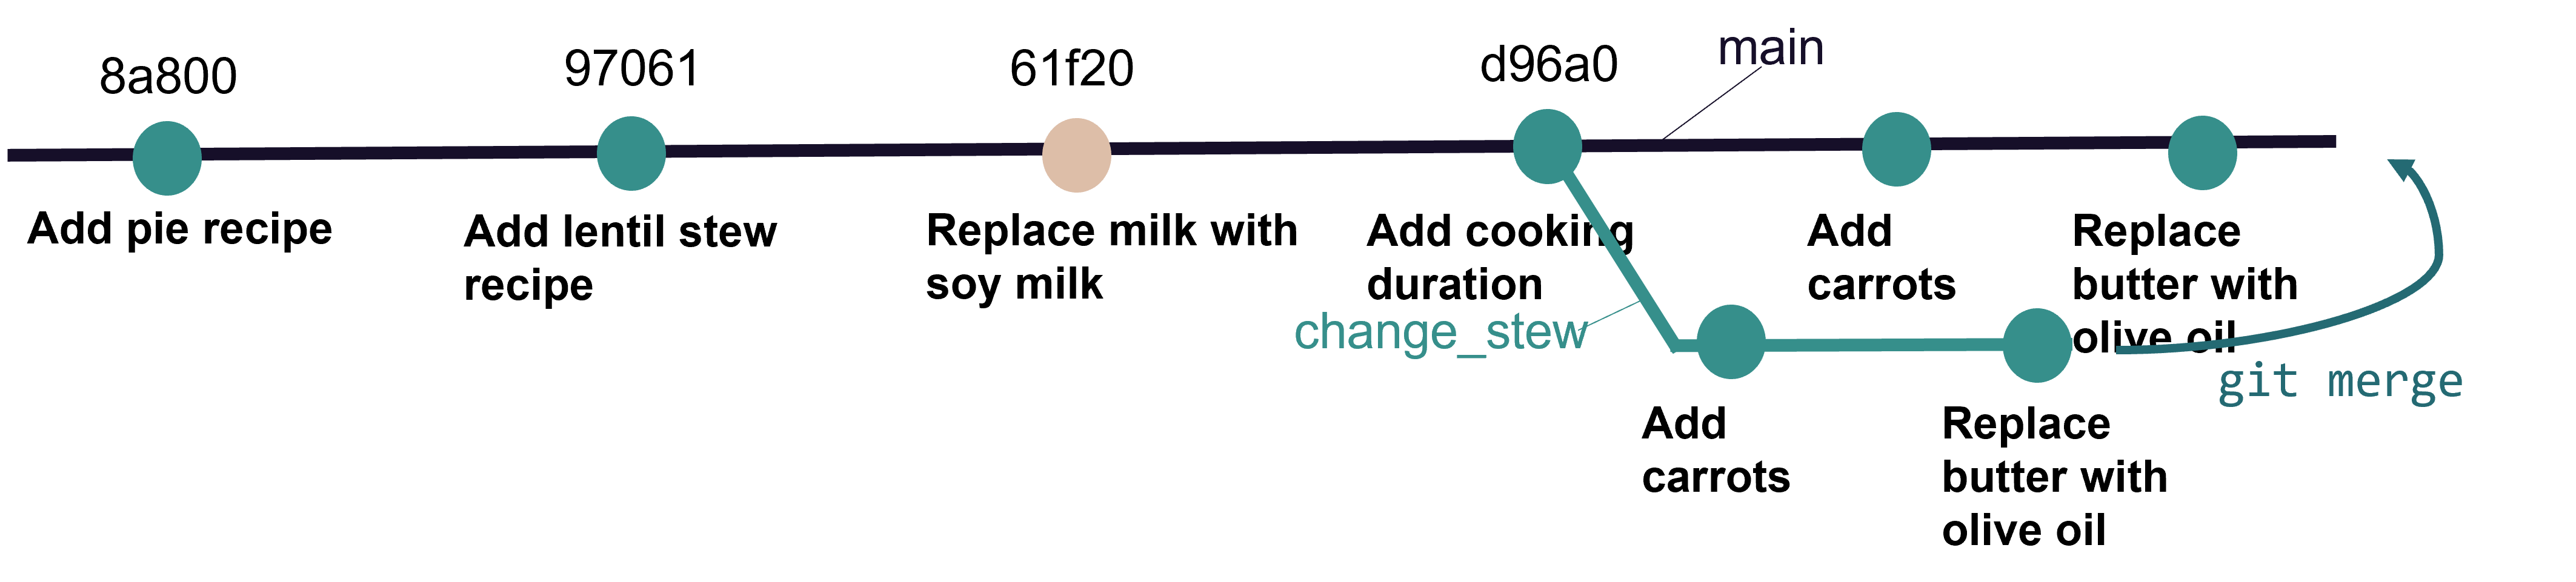 8a800
97061
61f20
d96a0
main
Add pie recipe
Add lentil stew
recipe
Replace milk with
soy milk
Add cooking
duration
Add
carrots
Replace
butter with
olive oil
change_stew
git merge
Add
carrots
Replace
butter with
olive oil